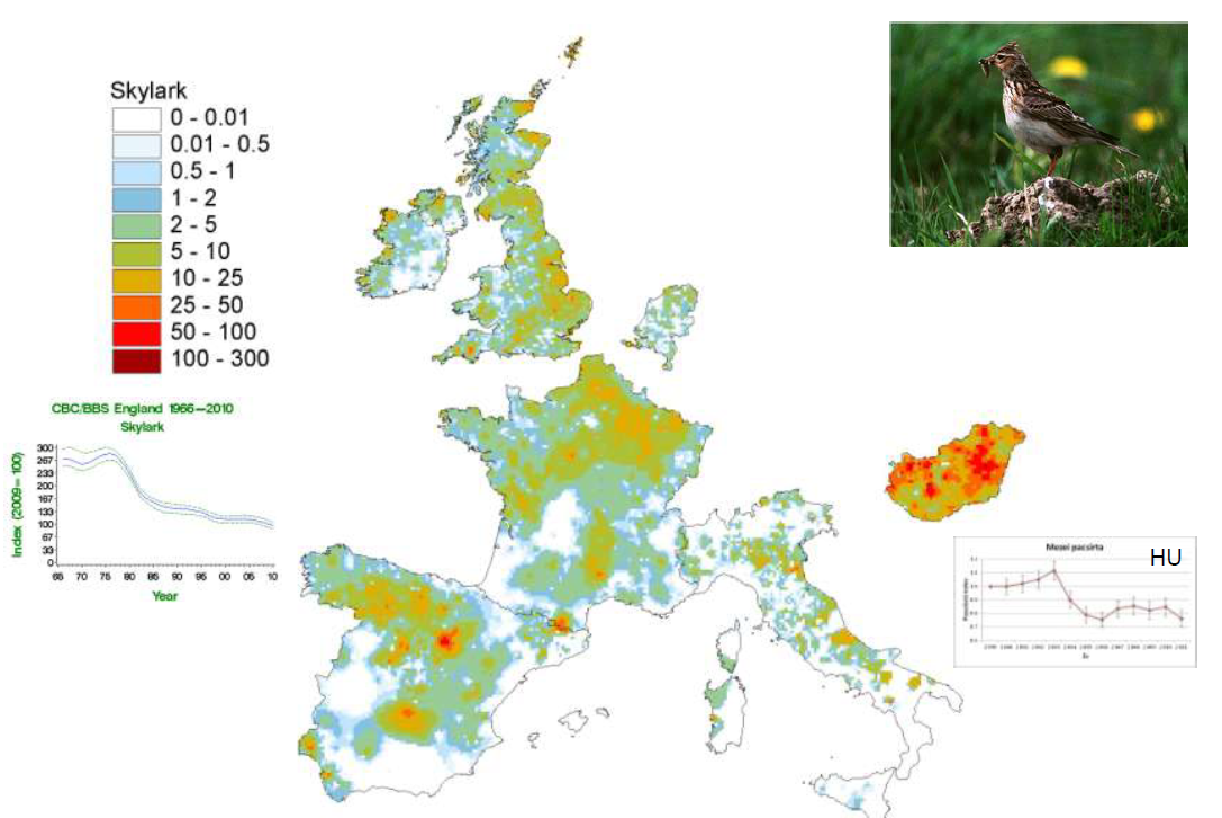 Skylark
0 - 0.01
0.01 - 0.5
0.5 - 1
1 - 2
2 - 5
5 - 10
10 - 25
25 - 50
50 - 100
100 - 300
CBC/BBS England 1966-2010
Skylark
Index (2009= 100)
300
267
233
200
167
133
100
67
33
0
65 70 75 80 85 90 95 00 05 10
Year
Mezei pacsirta
HU